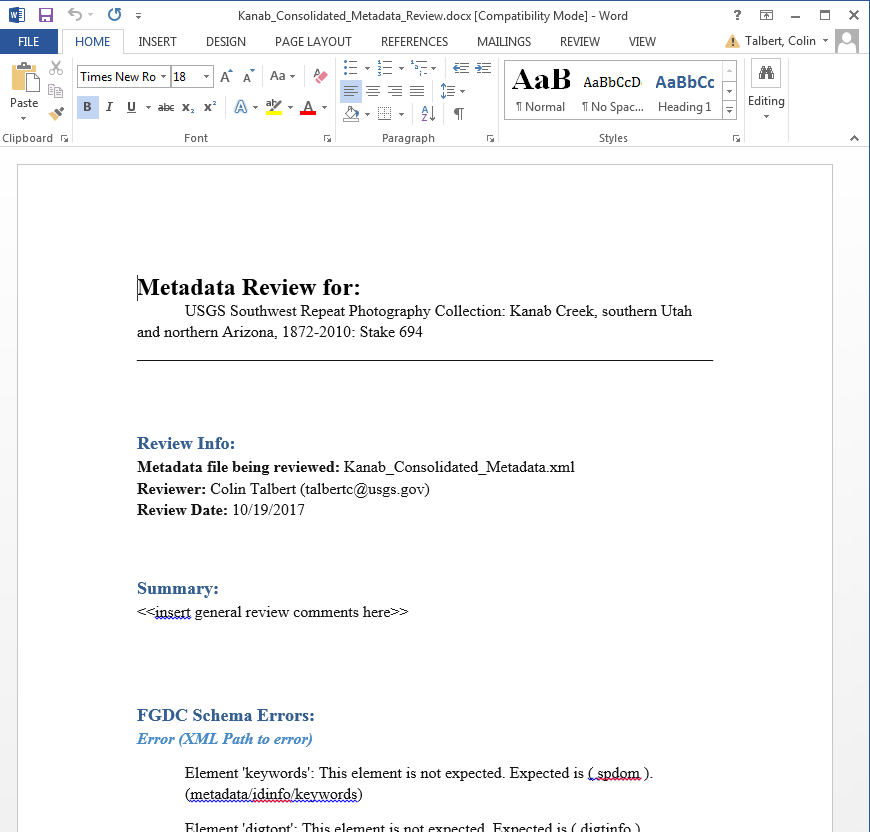 Kanab_Consolidated_Metadata_Review.docx [Compatibility Mode] - Word
?
FILE HOME INSERT DESIGN PAGE LAYOUT REFERENCES MAILINGS REVIEW VIEW Talbert, Colin
Times New Ro 18 A A Aa A
AaB AaBbCcD AaBbCc
Paste
B I U abc x₂ x² A ab A
A Z ¶
¶ Normal ¶ No Spac... Heading 1
Editing
Clipboard Font Paragraph Styles
Metadata Review for:
USGS Southwest Repeat Photography Collection: Kanab Creek, southern Utah
and northern Arizona, 1872-2010: Stake 694
Review Info:
Metadata file being reviewed: Kanab_Consolidated_Metadata.xml
Reviewer: Colin Talbert (talbertc@usgs.gov)
Review Date: 10/19/2017
Summary:
<<insert general review comments here>>
FGDC Schema Errors:
Error (XML Path to error)
Element 'keywords': This element is not expected. Expected is ( spdom ).
(metadata/idinfo/keywords)
Element 'digtopt': This element is not expected. Expected is ( digtinfo ).